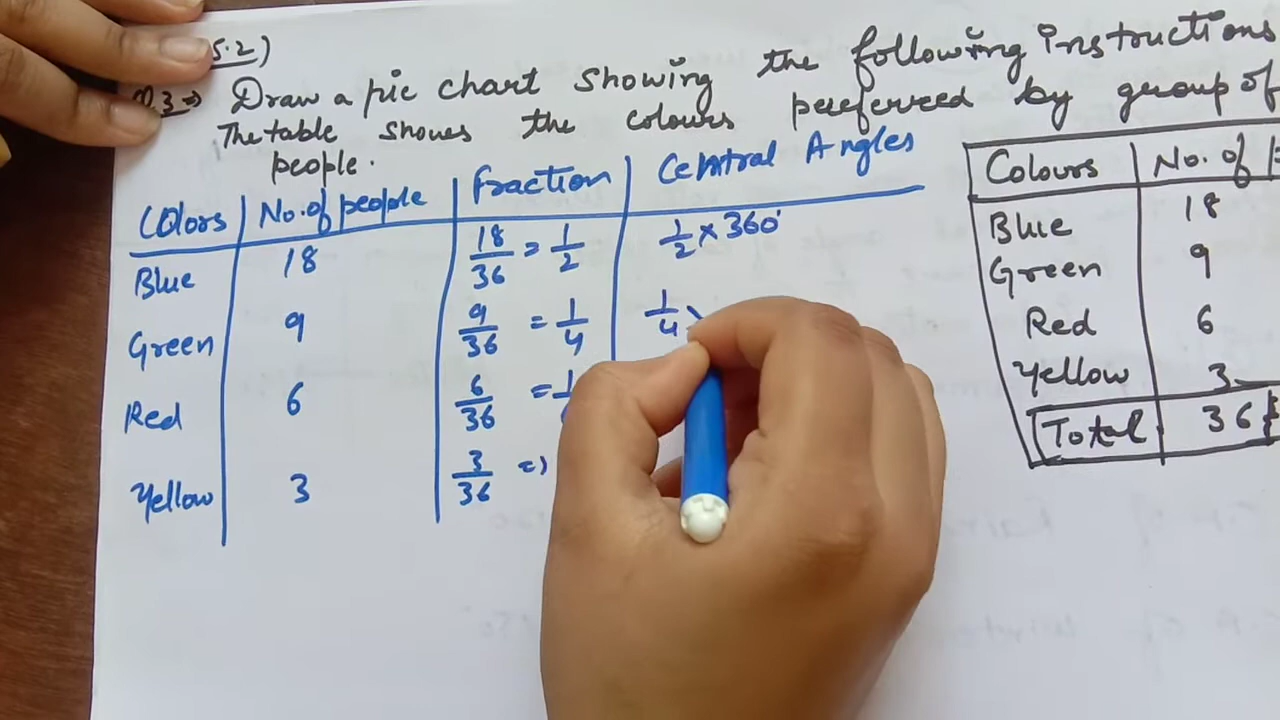 5.2)
Q.3⇒ Draw a pie chart showing the following instructions
The table shows the colours preferred by group of
people.
Colors No. of people Fraction Central Angles
Blue 18 18/36 = 1/2 1/2 × 360°
Green 9 9/36 = 1/4 1/4
Red 6 6/36 =
Yellow 3 3/36 =)
Colours No. of
Blue 18
Green 9
Red 6
Yellow 3
Total 36